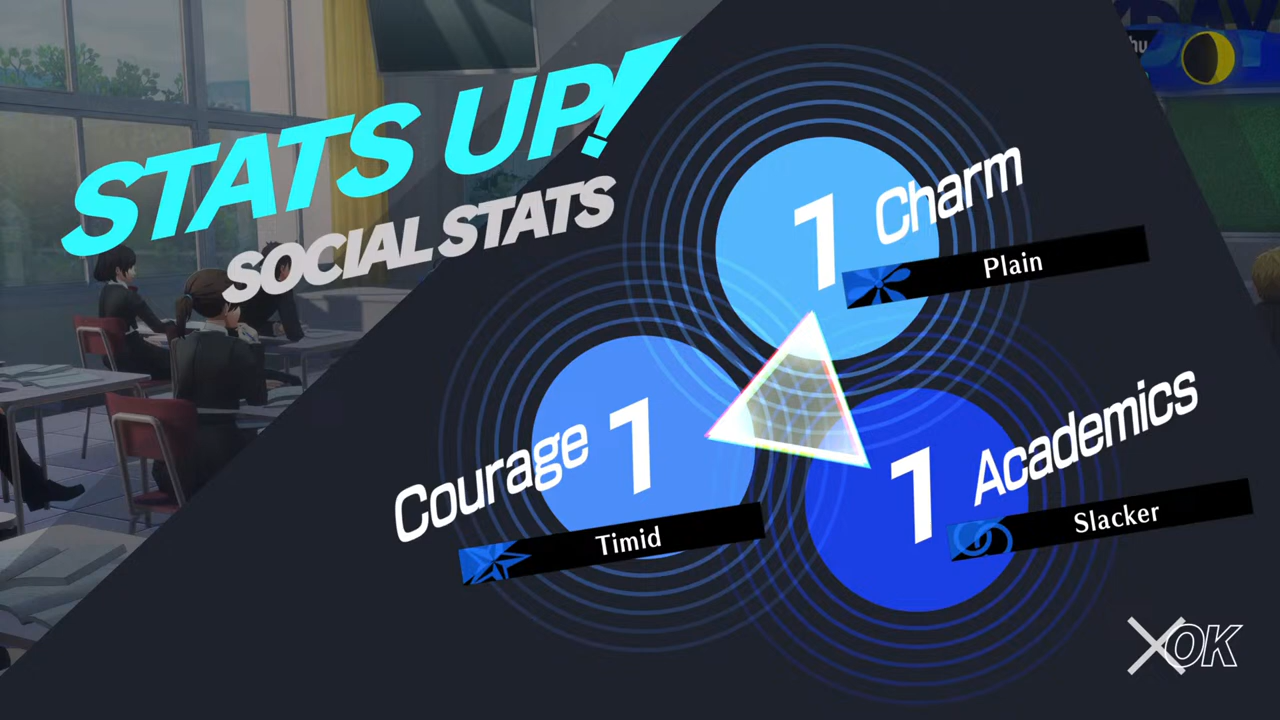 STATS UP!
SOCIAL STATS
1 Charm
Plain
Courage 1
Timid
1 Academics
Slacker
OK